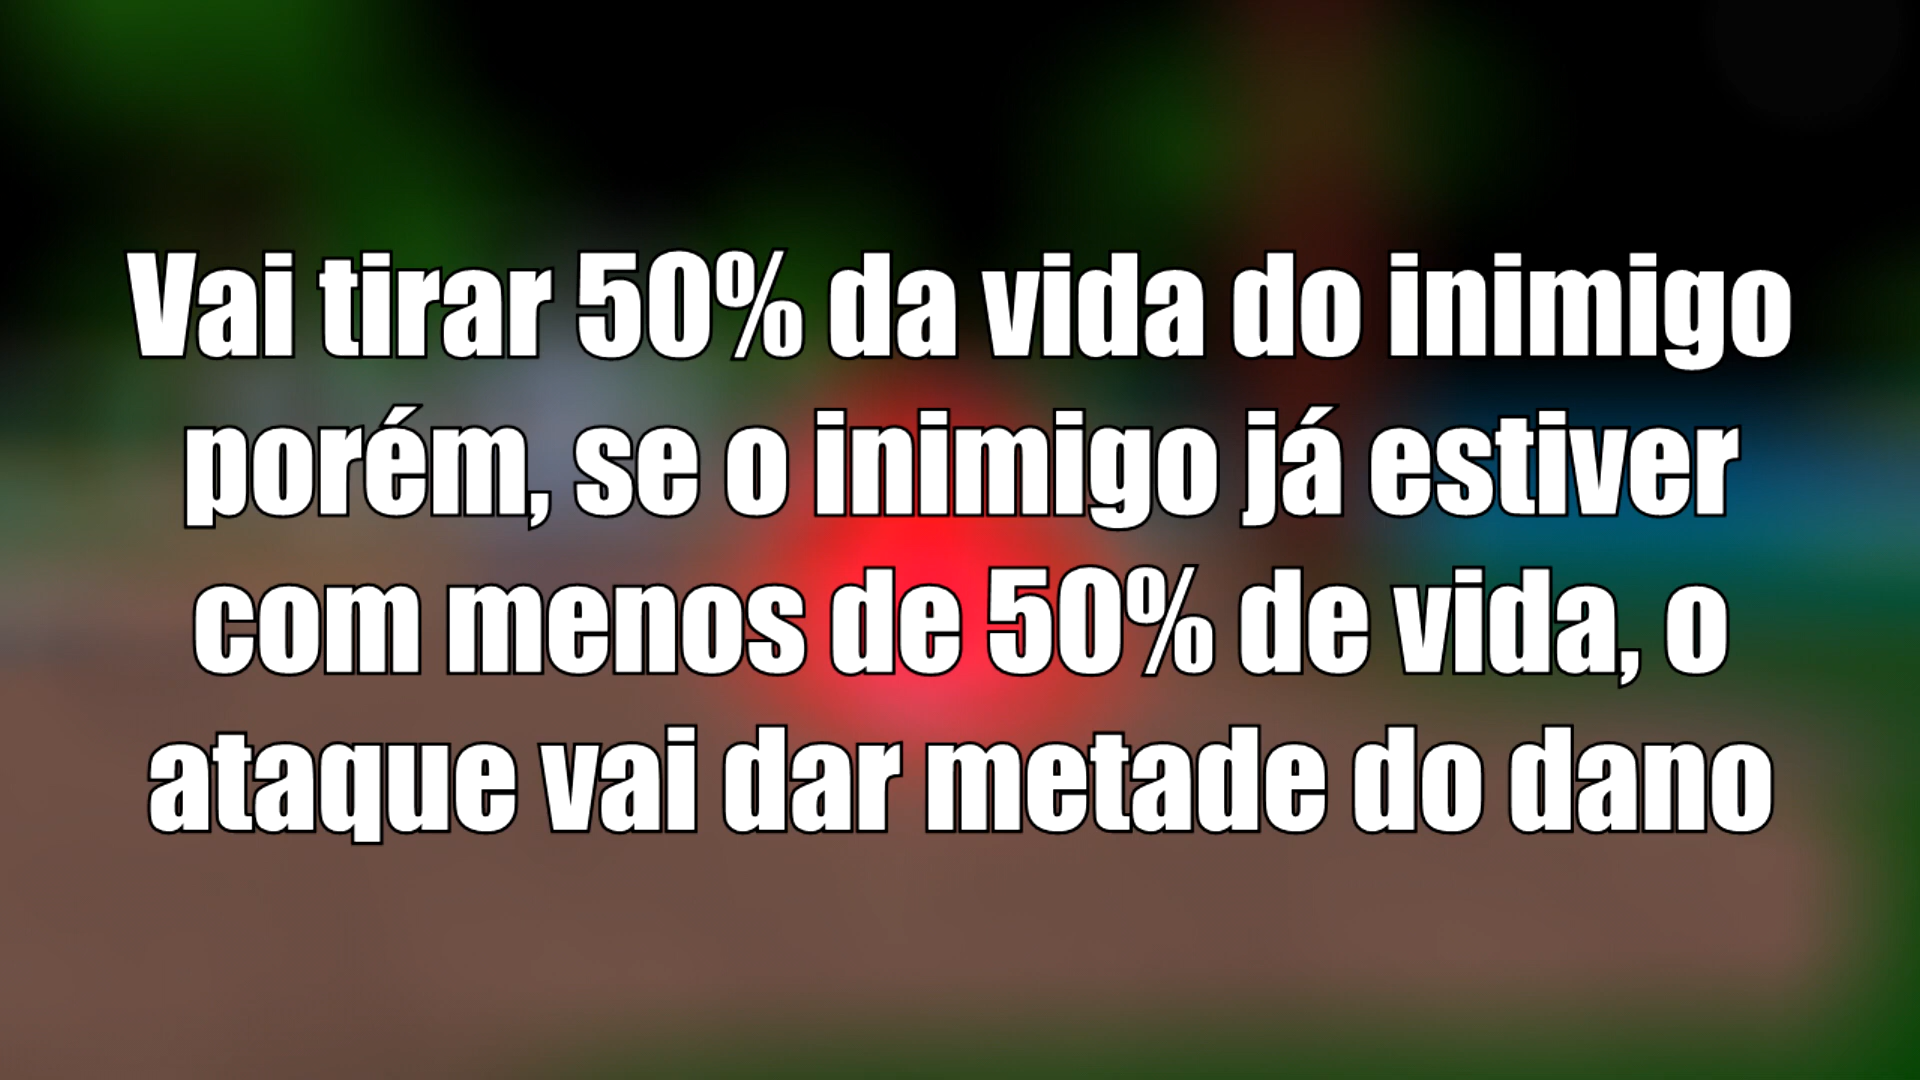 Vai tirar 50% da vida do inimigo
porém, se o inimigo já estiver
com menos de 50% de vida, o
ataque vai dar metade do dano